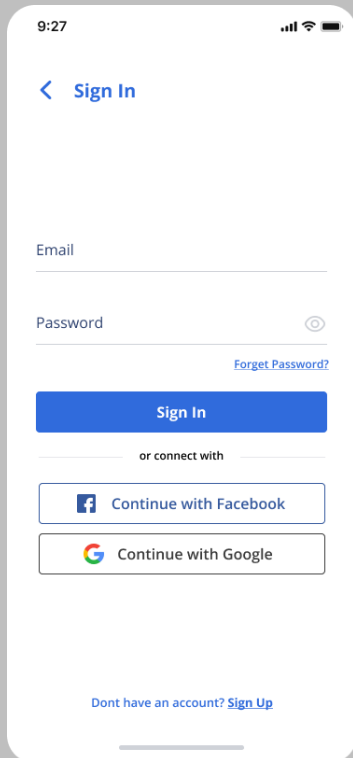 9:27
Sign In
Email
Password
Forget Password?
Sign In
or connect with
Continue with Facebook
Continue with Google
Dont have an account? Sign Up